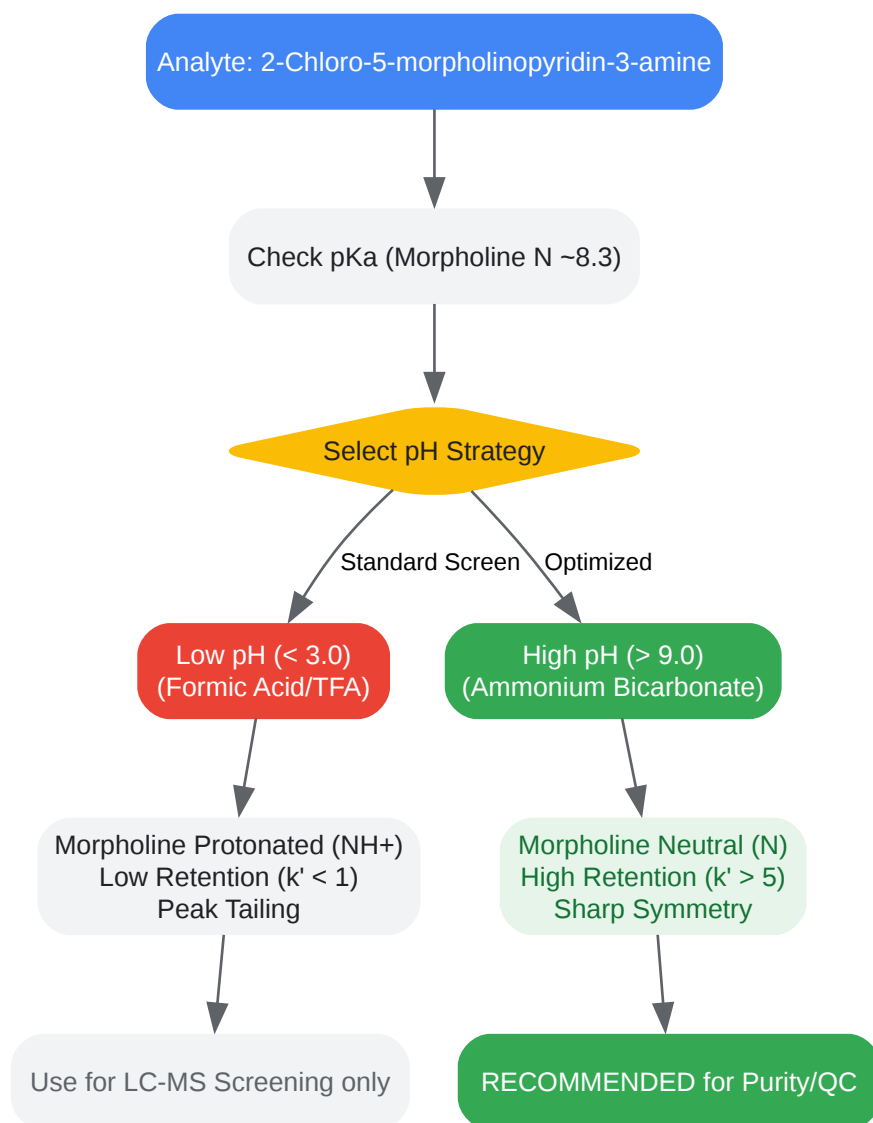 Analyte: 2-Chloro-5-morpholinopyridin-3-amine
Check pKa (Morpholine N ~8.3)
Select pH Strategy
Standard Screen
Optimized
Low pH (< 3.0)
(Formic Acid/TFA)
High pH (> 9.0)
(Ammonium Bicarbonate)
Morpholine Protonated (NH+)
Low Retention (k' < 1)
Peak Tailing
Morpholine Neutral (N)
High Retention (k' > 5)
Sharp Symmetry
Use for LC-MS Screening only
RECOMMENDED for Purity/QC